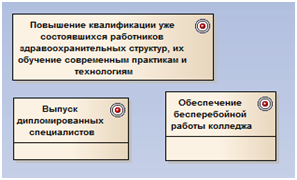 Повышение квалификации уже
состоявшихся работников
здравоохранительных структур, их
обучение современным практикам и
технологиям
Выпуск
дипломированных
специалистов
Обеспечение
бесперебойной
работы колледжа